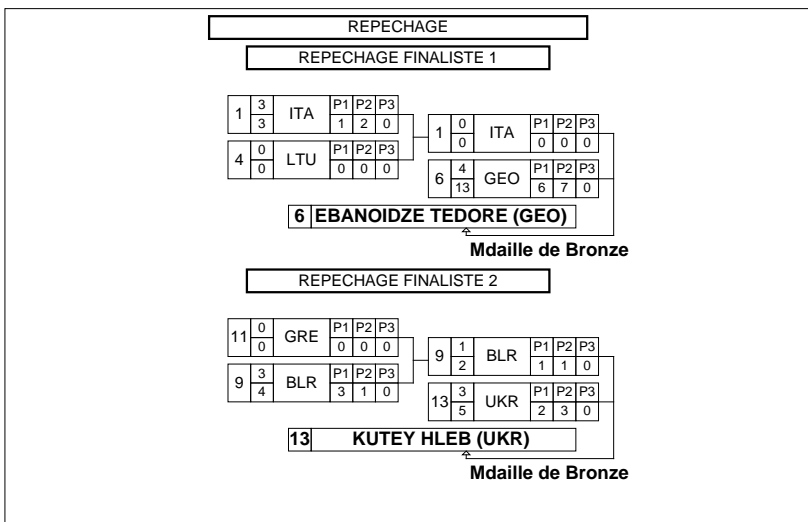 REPECHAGE
REPECHAGE FINALISTE 1
1 3 3 ITA P1 P2 P3 1 2 0
4 0 0 LTU P1 P2 P3 0 0 0
1 0 0 ITA P1 P2 P3 0 0 0
6 4 13 GEO P1 P2 P3 6 7 0
6 EBANOIDZE TEDORE (GEO)
Mdaille de Bronze
REPECHAGE FINALISTE 2
11 0 0 GRE P1 P2 P3 0 0 0
9 3 4 BLR P1 P2 P3 3 1 0
9 1 2 BLR P1 P2 P3 1 1 0
13 3 5 UKR P1 P2 P3 2 3 0
13 KUTEY HLEB (UKR)
Mdaille de Bronze